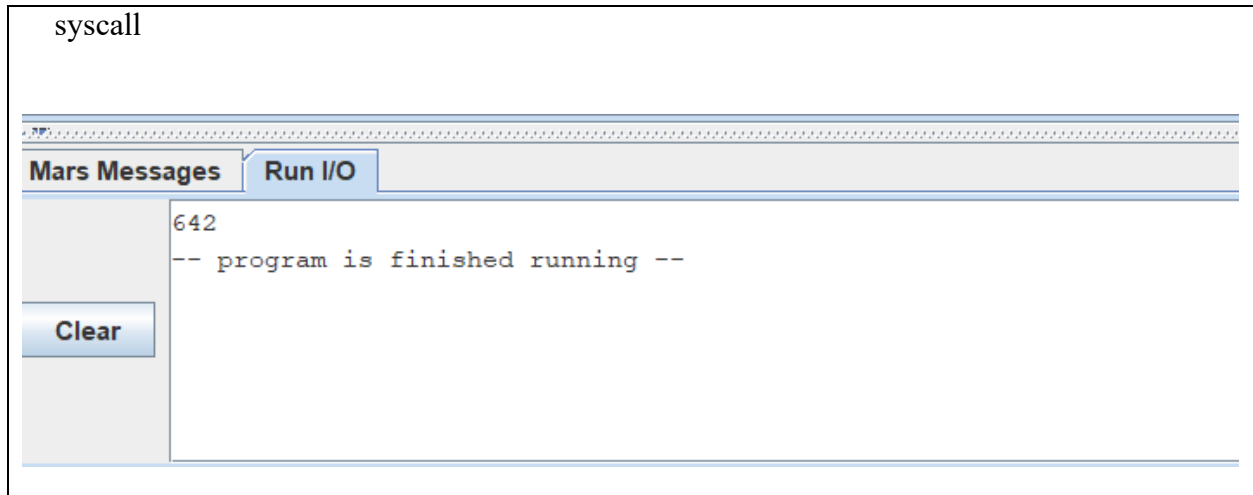 syscall
Mars Messages Run I/O
642
-- program is finished running --
Clear